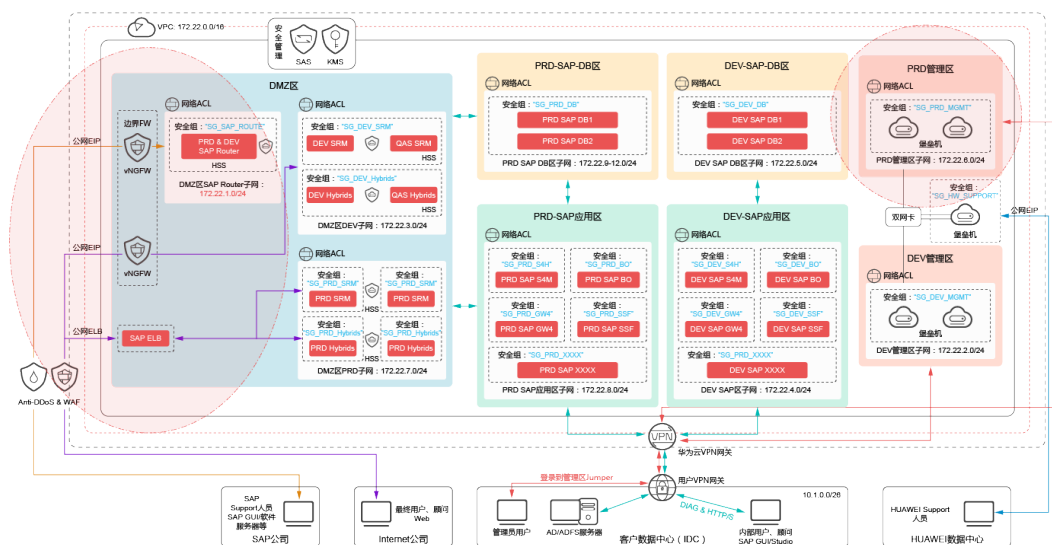 VPC: 172.22.0.0/16
安全管理
SAS
KMS
DMZ区
边界FW
vNGFW
vNGFW
公网EIP
公网EIP
公网ELB
SAP ELB
Anti-DDoS & WAF
网络ACL
安全组："SG_SAP_ROUTE"
PRD & DEV
SAP Router
HSS
DMZ区SAP Router子网：
172.22.1.0/24
网络ACL
安全组："SG_DEV_SRM"
DEV SRM
QAS SRM
HSS
安全组："SG_DEV_Hybrids"
DEV Hybrids
QAS Hybrids
HSS
DMZ区DEV子网：172.22.3.0/24
网络ACL
安全组：
"SG_PRD_SRM"
PRD SRM
安全组：
"SG_PRD_SRM"
PRD SRM
HSS
安全组：
"SG_PRD_Hybrids"
PRD Hybrids
安全组：
"SG_PRD_Hybrids"
PRD Hybrids
HSS
DMZ区PRD子网：172.22.7.0/24
PRD-SAP-DB区
网络ACL
安全组："SG_PRD_DB"
PRD SAP DB1
PRD SAP DB2
PRD SAP DB区子网：172.22.9-12.0/24
DEV-SAP-DB区
网络ACL
安全组："SG_DEV_DB"
DEV SAP DB1
DEV SAP DB2
DEV SAP DB区子网：172.22.5.0/24
PRD-SAP应用区
网络ACL
安全组：
"SG_PRD_S4H"
PRD SAP S4M
安全组：
"SG_PRD_BO"
PRD SAP BO
安全组：
"SG_PRD_GW4"
PRD SAP GW4
安全组：
"SG_PRD_SSF"
PRD SAP SSF
安全组："SG_PRD_XXXX"
PRD SAP XXXX
PRD SAP应用区子网：172.22.8.0/24
DEV-SAP应用区
网络ACL
安全组：
"SG_DEV_S4H"
DEV SAP S4M
安全组：
"SG_DEV_BO"
DEV SAP BO
安全组：
"SG_DEV_GW4"
DEV SAP GW4
安全组：
"SG_DEV_SSF"
DEV SAP SSF
安全组："SG_PRD_XXXX"
DEV SAP XXXX
DEV SAP应用区子网：172.22.4.0/24
PRD管理区
网络ACL
安全组："SG_PRD_MGMT"
堡垒机
PRD管理区子网：172.22.6.0/24
双网卡
安全组：
"SG_HW_SUPPORT"
堡垒机
公网EIP
DEV管理区
网络ACL
安全组："SG_DEV_MGMT"
堡垒机
DEV管理区子网：172.22.2.0/24
VPN
华为云VPN网关
用户VPN网关
登录到管理区Jumper
DIAG & HTTP/S
10.1.0.0/26
SAP
Support人员
SAP GUI/软件
服务器等
SAP公司
最终用户、顾问
Web
Internet公司
管理员用户
AD/ADFS服务器
内部用户、顾问
SAP GUI/Studio
客户数据中心（IDC）
HUAWEI Support
人员
HUAWEI数据中心